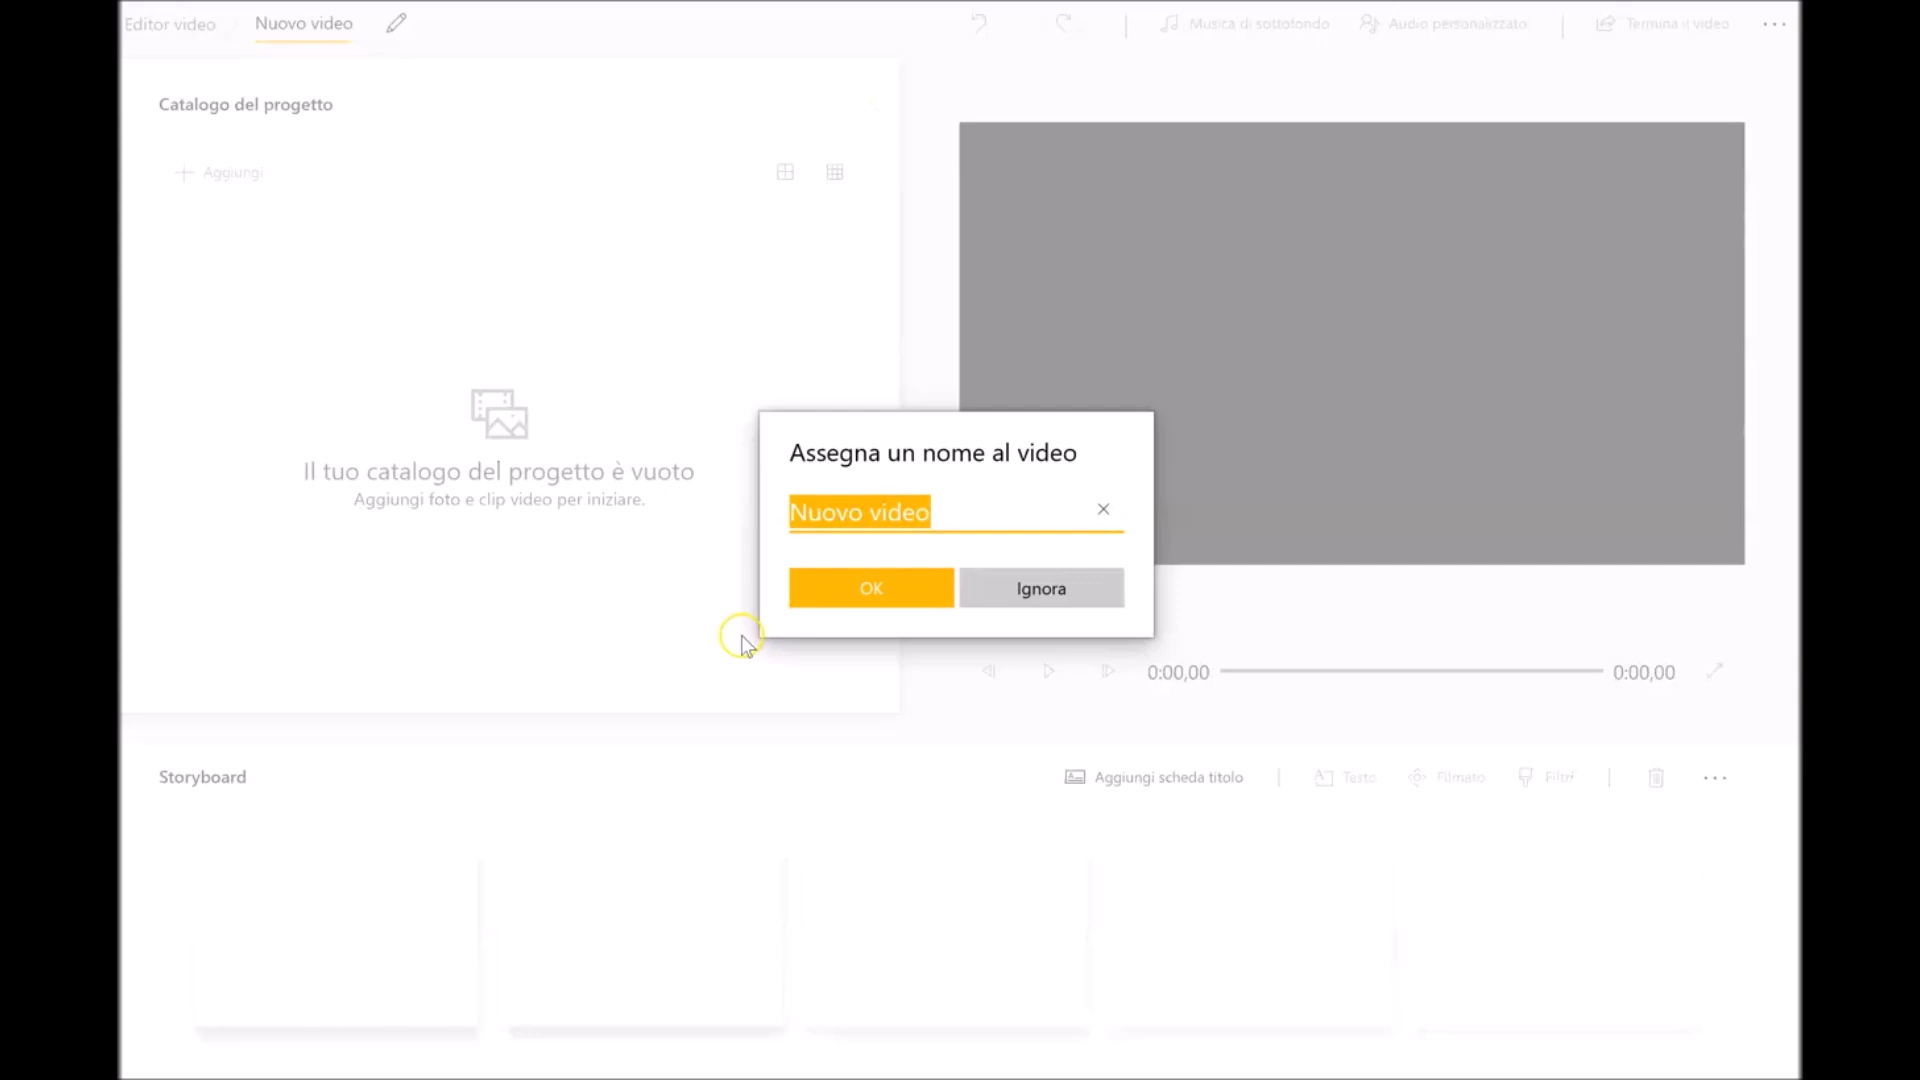 Editor video
Nuovo video
Musica di sottofondo
Audio personalizzato
Termina il video
Catalogo del progetto
Aggiungi
Il tuo catalogo del progetto è vuoto
Aggiungi foto e clip video per iniziare.
Assegna un nome al video
Nuovo video
OK
Ignora
0:00,00
0:00,00
Storyboard
Aggiungi scheda titolo
Testo
Filmato
Filtri